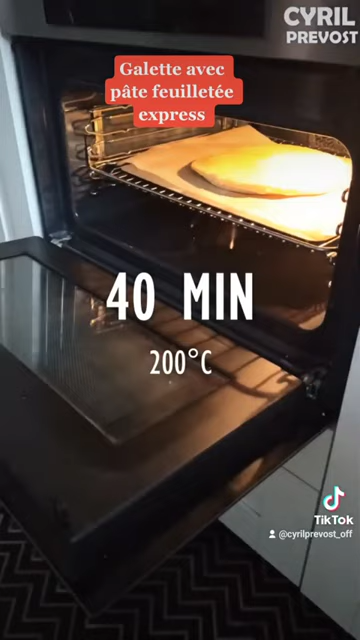 CYRIL
PREVOST
Galette avec
pâte feuilletée
express
40 MIN
200°C
TikTok
@cyrilprevost_off